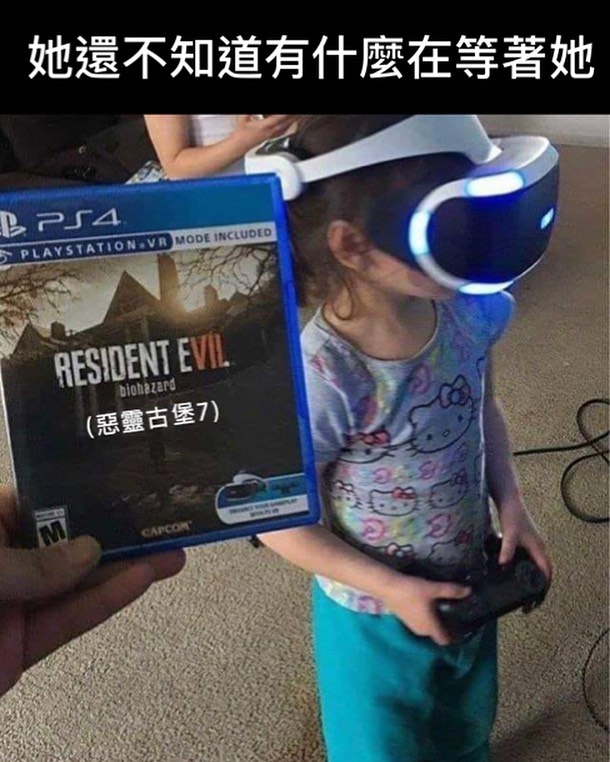 她還不知道有什麼在等著她
PS4
PLAYSTATION®VR MODE INCLUDED
RESIDENT EVIL
biohazard
(惡靈古堡7)
M
CAPCOM